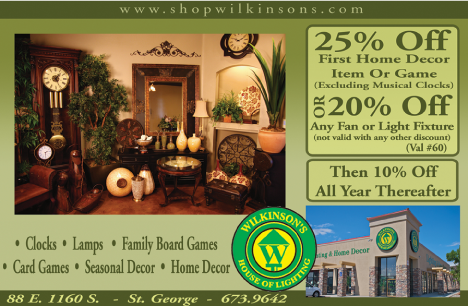 www.shopwilkinsons.com
25% Off
First Home Decor
Item Or Game
(Excluding Musical Clocks)
OR 20% Off
Any Fan or Light Fixture
(not valid with any other discount)
(Val #60)
Then 10% Off
All Year Thereafter
• Clocks • Lamps • Family Board Games
• Card Games • Seasonal Decor • Home Decor
WILKINSON'S
W
HOUSE OF LIGHTING
ting & Home Decor
88 E. 1160 S. - St. George - 673.9642